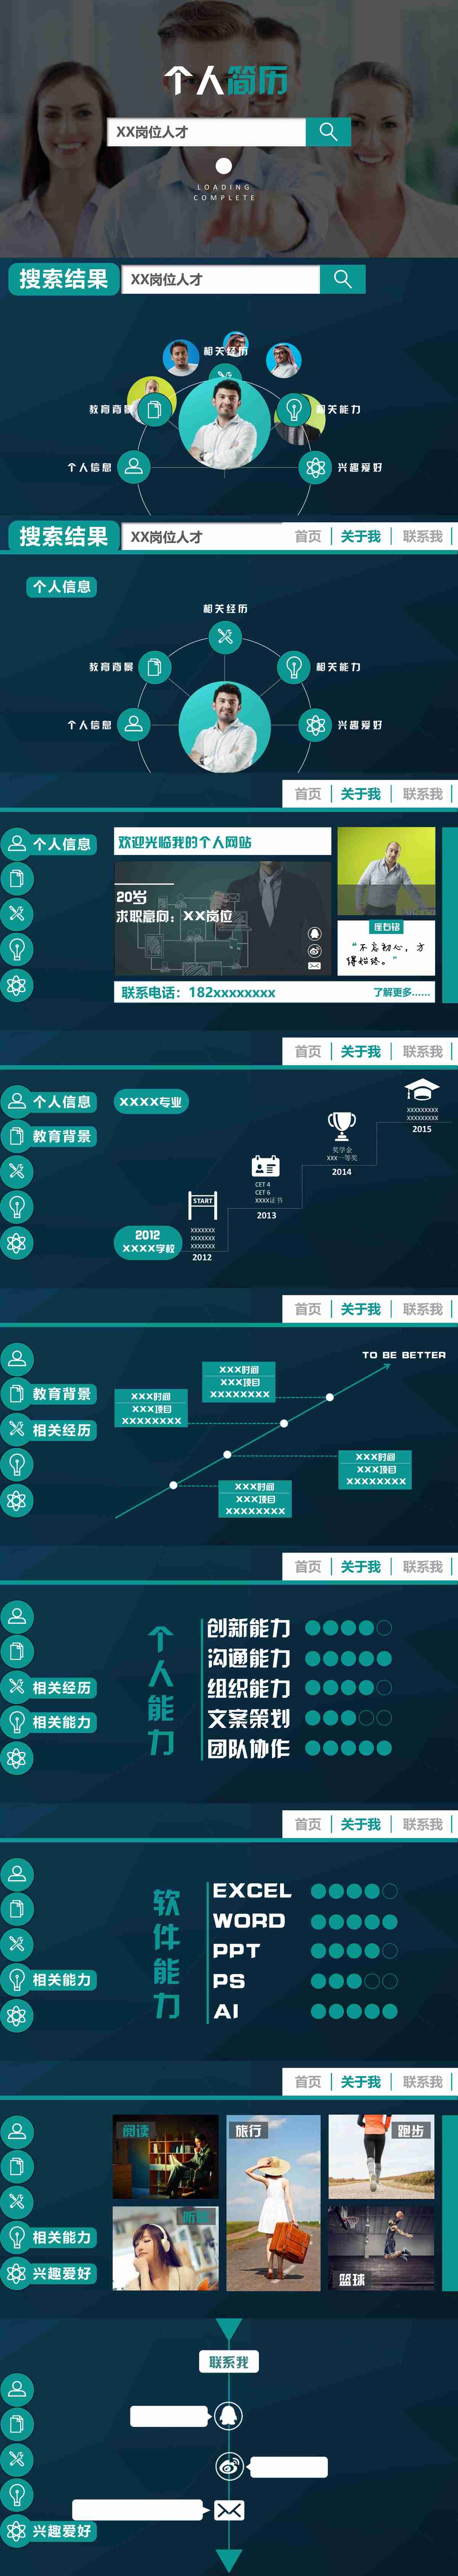 个人简历
XX岗位人才
LOADING
COMPLETE
搜索结果
XX岗位人才
相关经历
教育背景
相关能力
个人信息
兴趣爱好
搜索结果
XX岗位人才
首页
关于我
联系我
个人信息
相关经历
教育背景
相关能力
个人信息
兴趣爱好
首页
关于我
联系我
个人信息
欢迎光临我的个人网站
20岁
求职意向：XX岗位
座右铭
“不忘初心，方
得始终。”
联系电话：182xxxxxxxx
了解更多......
首页
关于我
联系我
个人信息
教育背景
XXXX专业
XXXXXXXXX
XXXXXXXXX
2015
奖学金
XXX一等奖
2014
CET 4
CET 6
XXXX证书
2013
START
XXXXXXX
XXXXXXX
XXXXXXX
2012
2012
XXXX学校
首页
关于我
联系我
教育背景
相关经历
TO BE BETTER
XXX时间
XXX项目
XXXXXXXX
XXX时间
XXX项目
XXXXXXXX
XXX时间
XXX项目
XXXXXXXX
XXX时间
XXX项目
XXXXXXXX
首页
关于我
联系我
相关经历
相关能力
个人能力
创新能力
沟通能力
组织能力
文案策划
团队协作
首页
关于我
联系我
相关能力
软件能力
EXCEL
WORD
PPT
PS
AI
首页
关于我
联系我
相关能力
兴趣爱好
阅读
旅行
跑步
篮球
联系我
兴趣爱好